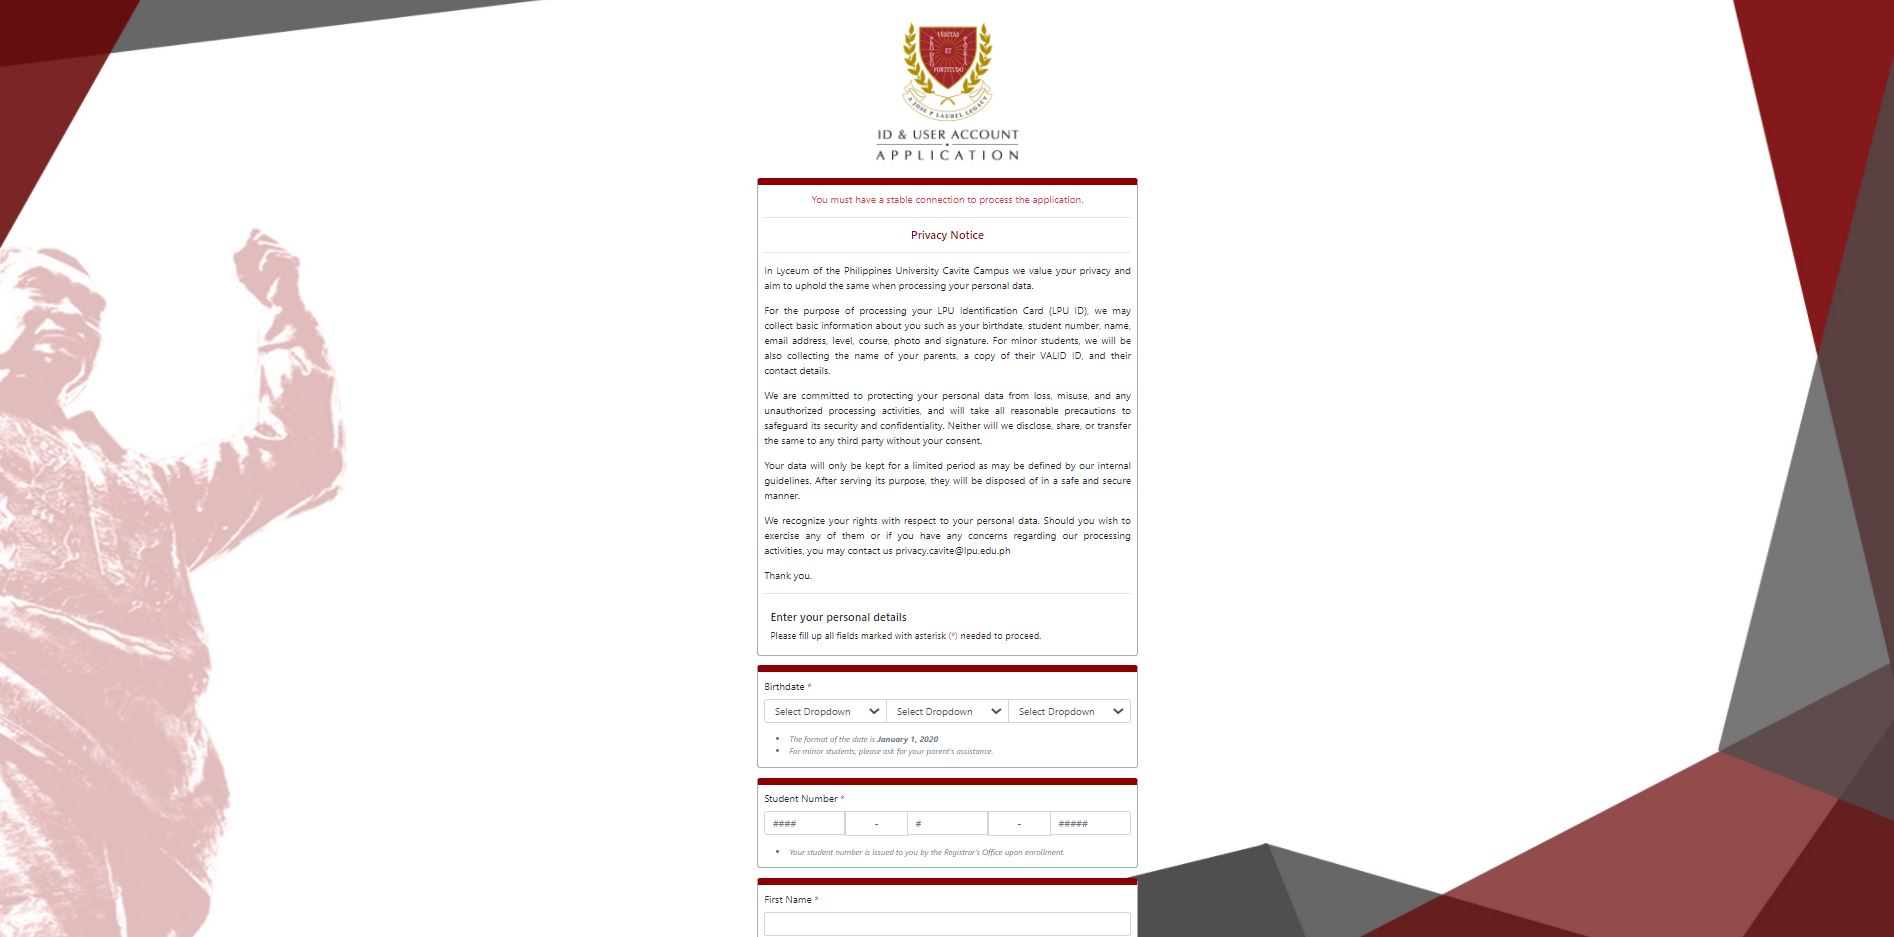 VERITAS
PRO DEO
ET
PATRIA
FORTITUDO
A JOSE P LAUREL LEGACY
ID & USER ACCOUNT
APPLICATION
You must have a stable connection to process the application.
Privacy Notice
In Lyceum of the Philippines University Cavite Campus we value your privacy and
aim to uphold the same when processing your personal data.
For the purpose of processing your LPU Identification Card (LPU ID), we may
collect basic information about you such as your birthdate, student number, name,
email address, level, course, photo and signature. For minor students, we will be
also collecting the name of your parents, a copy of their VALID ID, and their
contact details.
We are committed to protecting your personal data from loss, misuse, and any
unauthorized processing activities, and will take all reasonable precautions to
safeguard its security and confidentiality. Neither will we disclose, share, or transfer
the same to any third party without your consent.
Your data will only be kept for a limited period as may be defined by our internal
guidelines. After serving its purpose, they will be disposed of in a safe and secure
manner.
We recognize your rights with respect to your personal data. Should you wish to
exercise any of them or if you have any concerns regarding our processing
activities, you may contact us privacy.cavite@lpu.edu.ph
Thank you.
Enter your personal details
Please fill up all fields marked with asterisk (*) needed to proceed.
Birthdate *
Select Dropdown Select Dropdown Select Dropdown
• The format of the date is January 1, 2020
• For minor students, please ask for your parent's assistance.
Student Number *
#### - # - #####
• Your student number is issued to you by the Registrar's Office upon enrollment.
First Name *